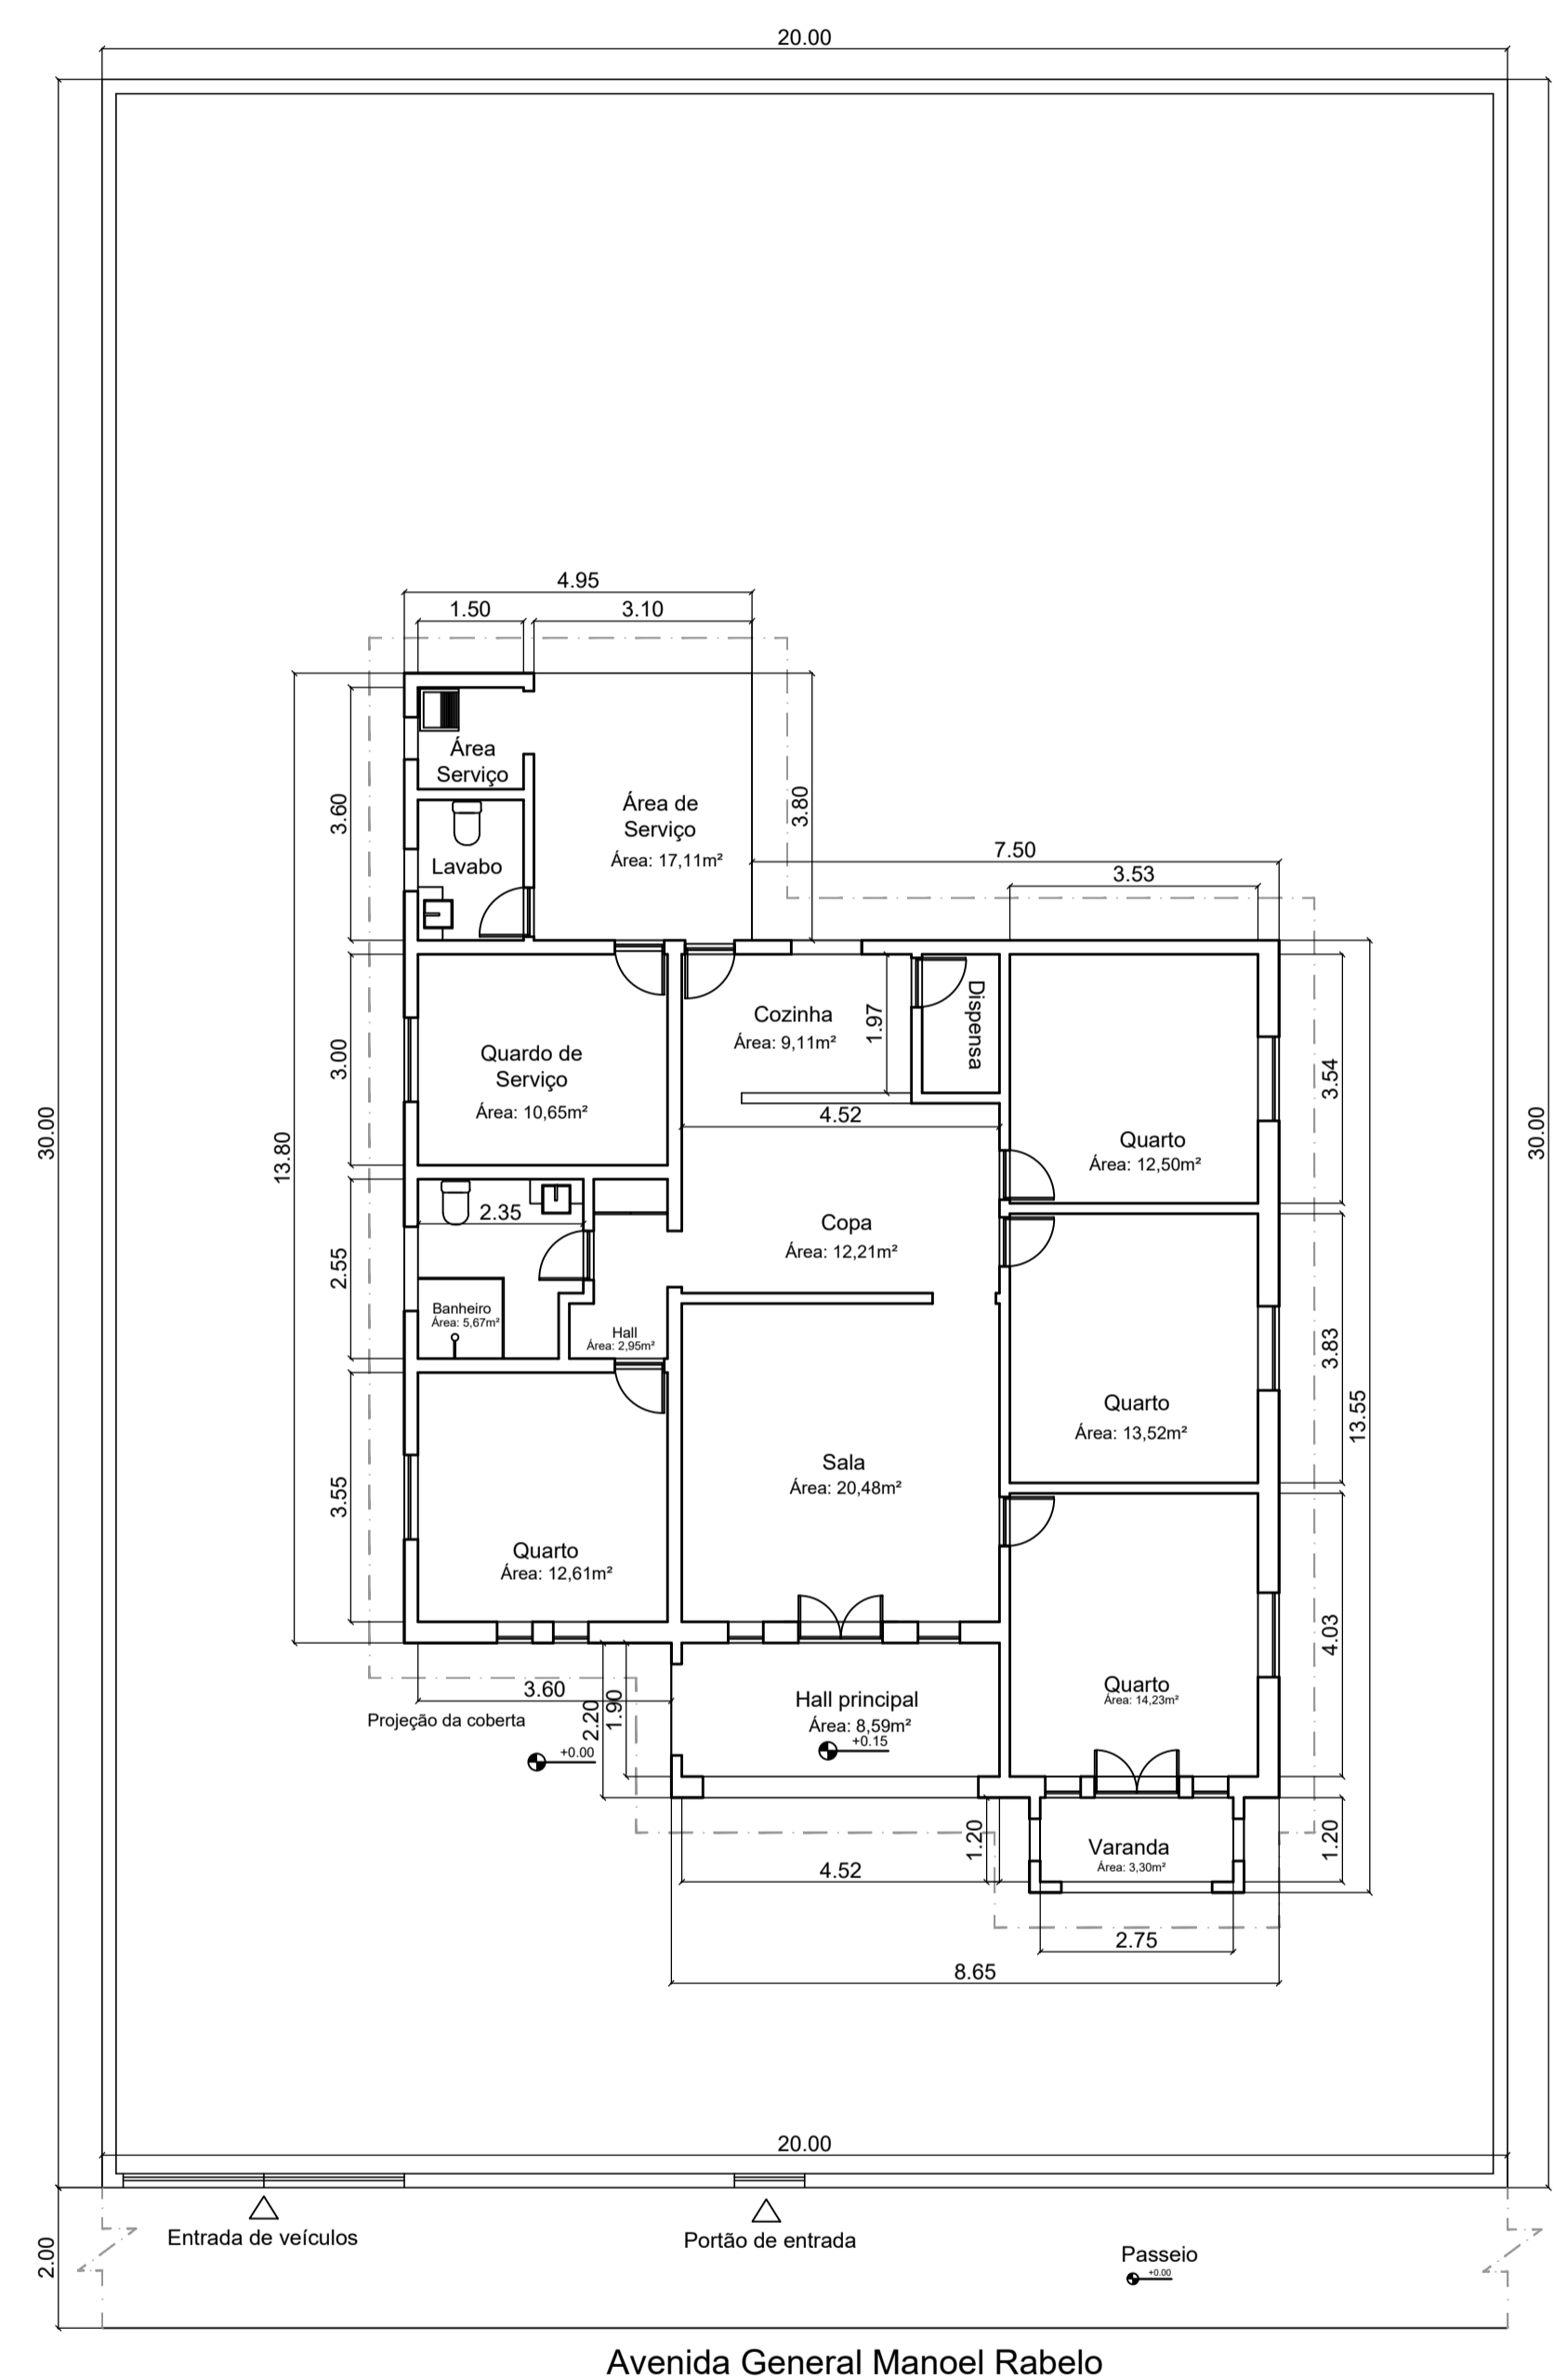 20.00
4.95
1.50
3.10
Área
Serviço
3.60
Área de
Serviço
Área: 17,11m²
3.80
Lavabo
7.50
3.53
Cozinha
Área: 9,11m²
1.97
Dispensa
Quardo de
Serviço
Área: 10,65m²
3.00
3.54
30.00
30.00
13.80
4.52
Quarto
Área: 12,50m²
2.35
Copa
Área: 12,21m²
2.55
Banheiro
Área: 5,67m²
Hall
Área: 2,95m²
3.83
Quarto
Área: 13,52m²
13.55
Sala
Área: 20,48m²
3.55
Quarto
Área: 12,61m²
4.03
3.60
2.20
1.90
Projeção da coberta
+0.00
Hall principal
Área: 8,59m²
+0.15
Quarto
Área: 14,23m²
1.20
Varanda
Área: 3,30m²
1.20
4.52
2.75
8.65
20.00
Entrada de veículos
Portão de entrada
2.00
Passeio
+0.00
Avenida General Manoel Rabelo